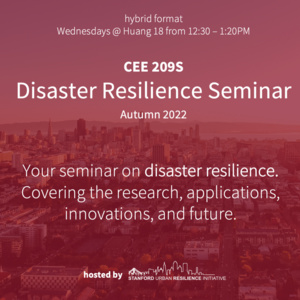 hybrid format
Wednesdays @ Huang 18 from 12:30 – 1:20PM
CEE 209S
Disaster Resilience Seminar
Autumn 2022
Your seminar on disaster resilience.
Covering the research, applications,
innovations, and future.
hosted by STANFORD URBAN RESILIENCE INITIATIVE